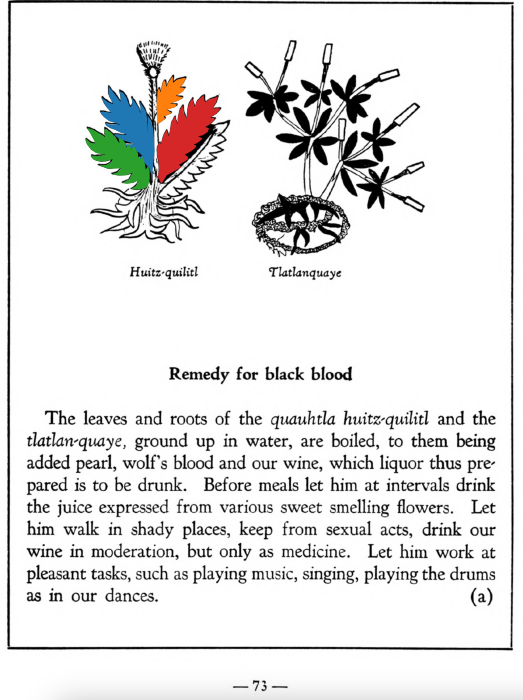 Huitz-quilitl
Tlatlanquaye
Remedy for black blood
The leaves and roots of the quauhtla huitz-quilitl and the
tlatlan-quaye, ground up in water, are boiled, to them being
added pearl, wolf's blood and our wine, which liquor thus pre-
pared is to be drunk. Before meals let him at intervals drink
the juice expressed from various sweet smelling flowers. Let
him walk in shady places, keep from sexual acts, drink our
wine in moderation, but only as medicine. Let him work at
pleasant tasks, such as playing music, singing, playing the drums
as in our dances. (a)
— 73 —